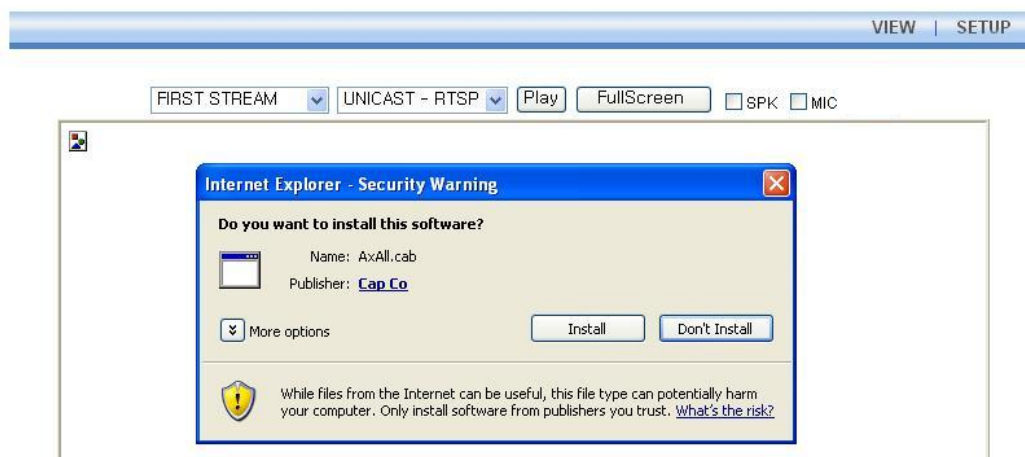 VIEW | SETUP
FIRST STREAM UNICAST - RTSP Play FullScreen SPK MIC
Internet Explorer - Security Warning
Do you want to install this software?
Name: AxAll.cab
Publisher: Cap Co
More options Install Don't Install
While files from the Internet can be useful, this file type can potentially harm
your computer. Only install software from publishers you trust. What's the risk?